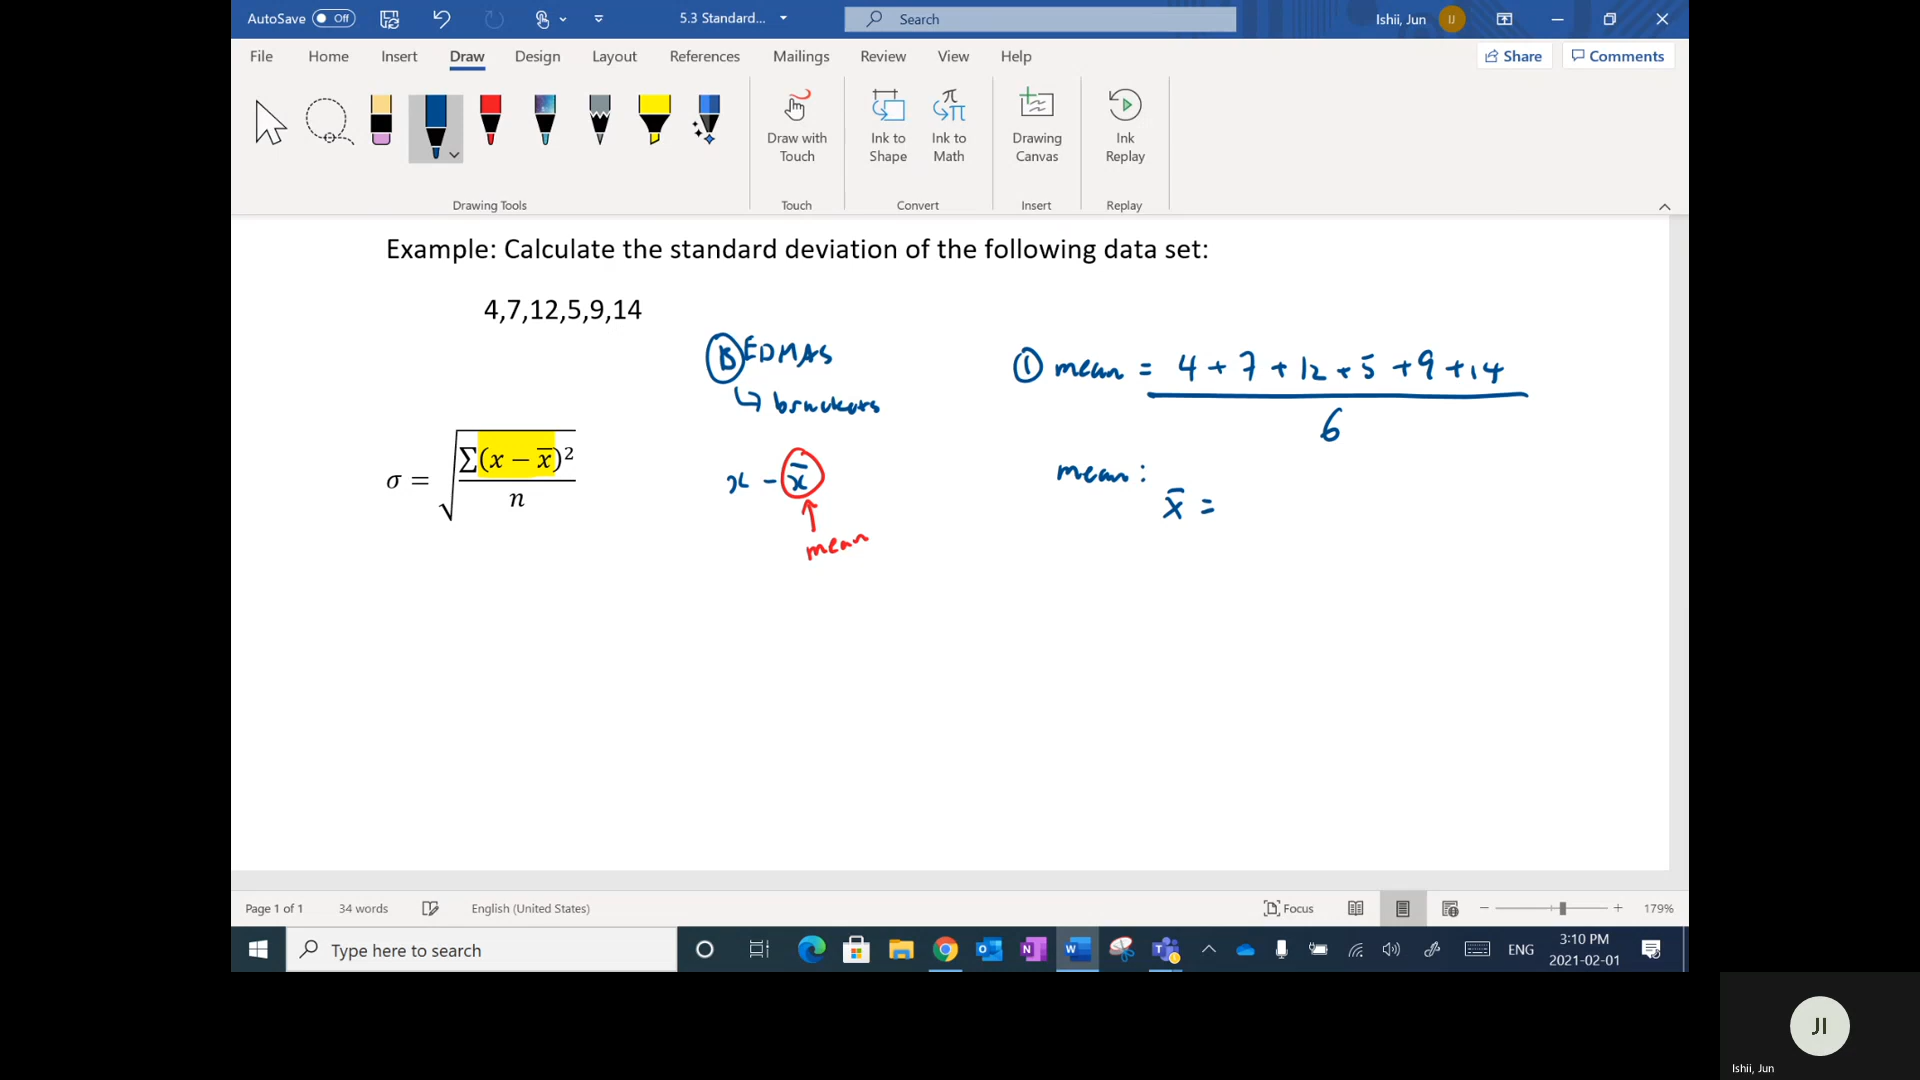 AutoSave Off 5.3 Standard... Search Ishii, Jun IJ
File Home Insert Draw Design Layout References Mailings Review View Help Share Comments
Draw with Touch
Ink to Shape
Ink to Math
Drawing Canvas
Ink Replay
Drawing Tools Touch Convert Insert Replay
Example: Calculate the standard deviation of the following data set:
4,7,12,5,9,14
BEDMAS
↳ brackets
① mean = 4 + 7 + 12 + 5 + 9 + 14
6
σ = √(∑(x − x̄)² / n)
x − x̄
↑
mean
mean:
x̄ =
Page 1 of 1 34 words English (United States) Focus 179%
Type here to search ENG 3:10 PM
2021-02-01
JI
Ishii, Jun